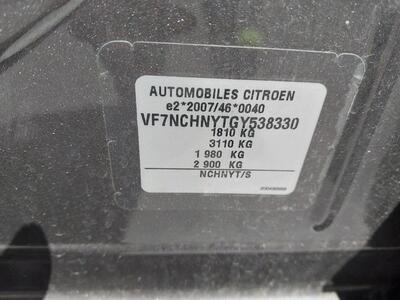 AUTOMOBILES CITROEN
e2*2007/46*0040
VF7NCHNYTGY538330
1810 KG
3110 KG
1 980 KG
2 900 KG
NCHNYT/S